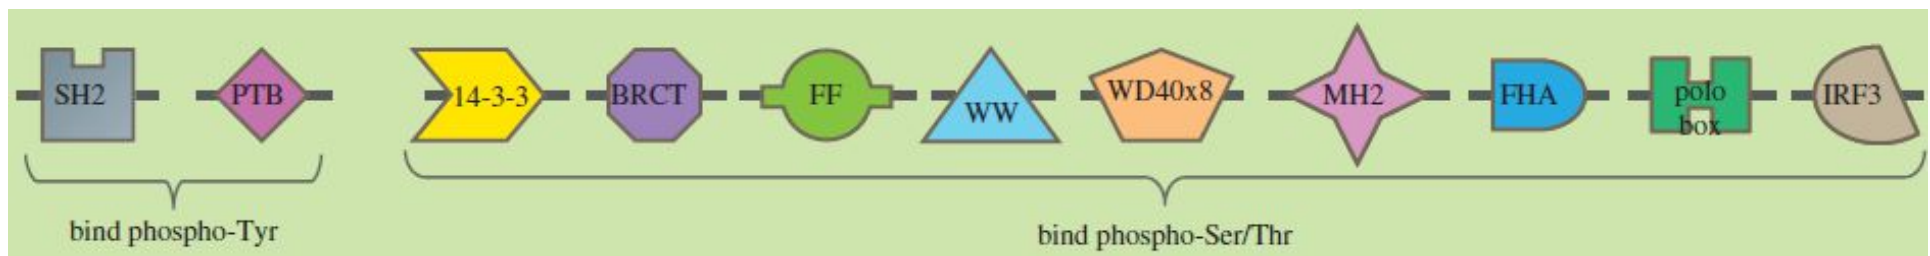 SH2
PTB
14-3-3
BRCT
FF
WW
WD40x8
MH2
FHA
polo
box
IRF3
bind phospho-Tyr
bind phospho-Ser/Thr